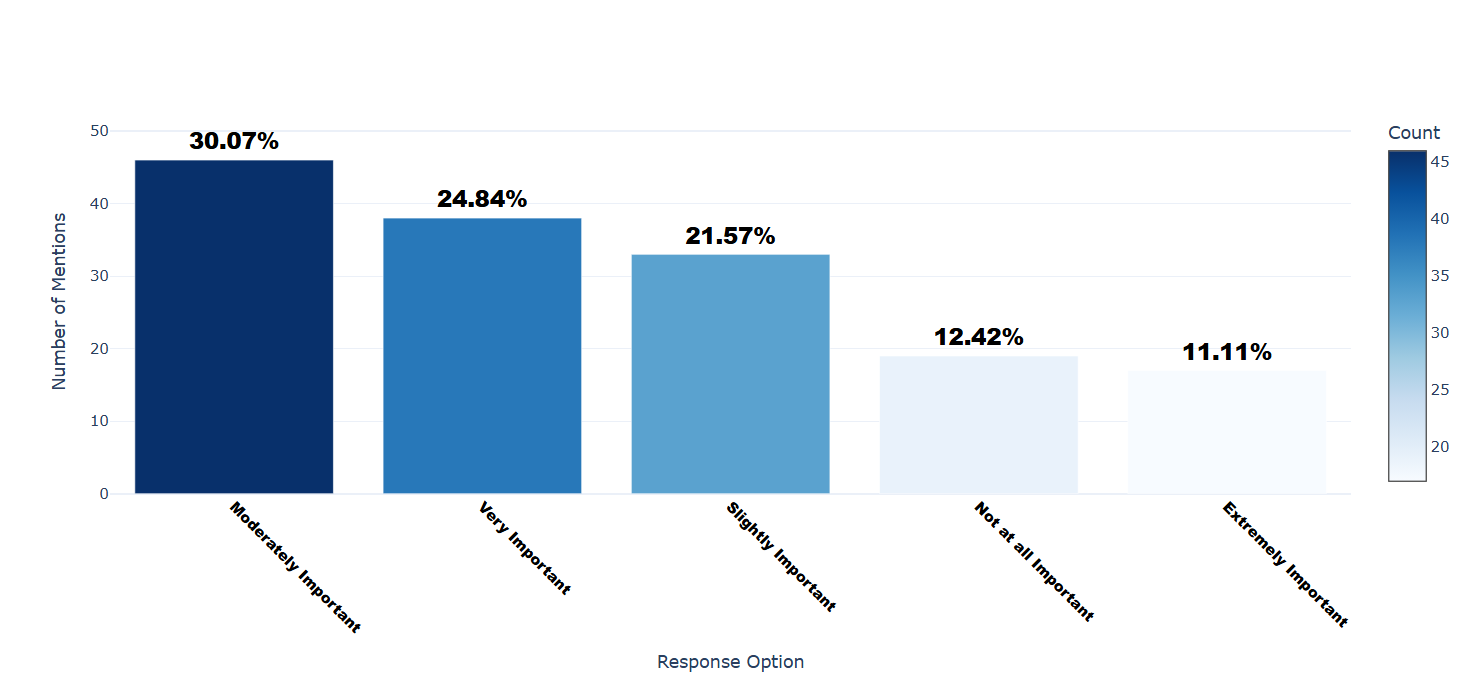 50
40
30
20
10
0
Number of Mentions
30.07%
24.84%
21.57%
12.42%
11.11%
Moderately Important
Very Important
Slightly Important
Not at all Important
Extremely Important
Response Option
Count
45
40
35
30
25
20